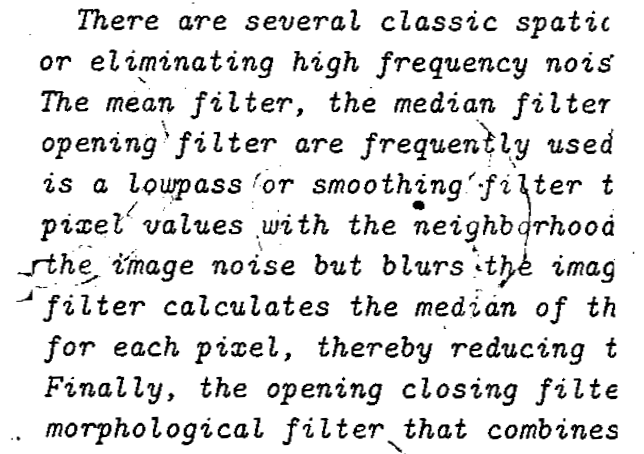 There are several classic spatic
or eliminating high frequency nois
The mean filter, the median filter
opening filter are frequently used
is a lowpass or smoothing filter t
pixel values with the neighborhood
the image noise but blurs the imag
filter calculates the median of th
for each pixel, thereby reducing t
Finally, the opening closing filte
morphological filter that combines